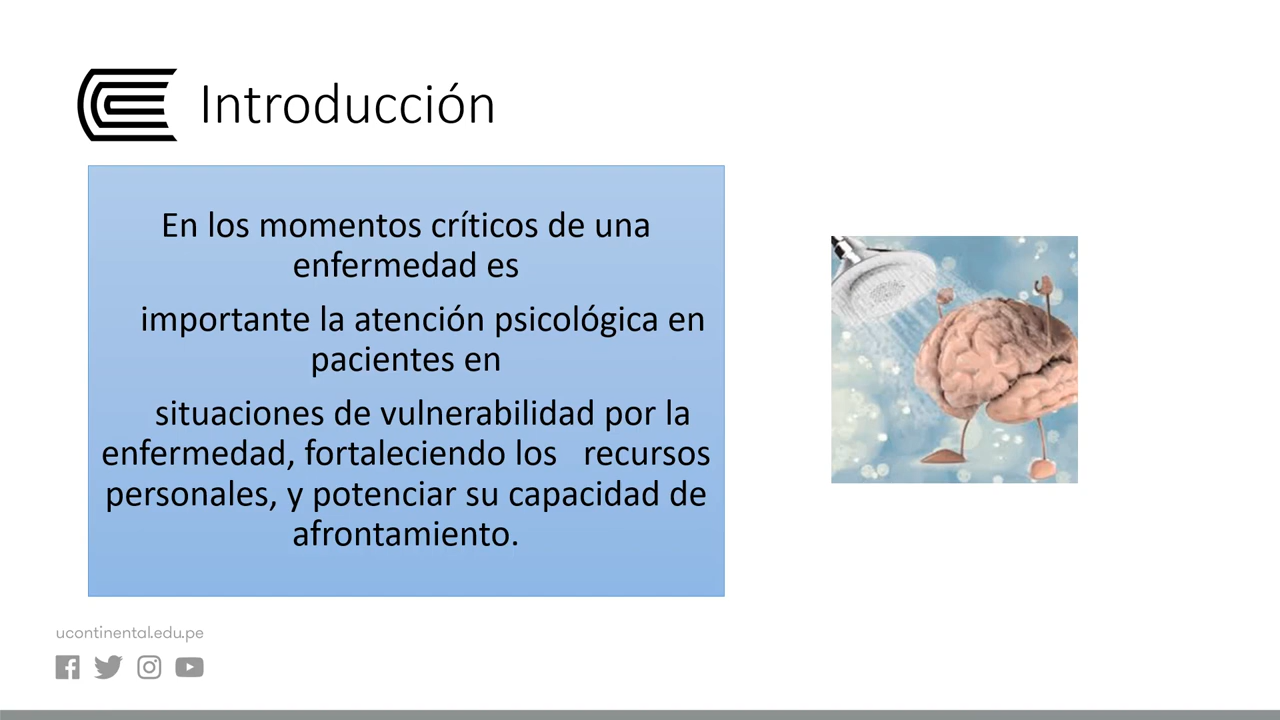 Introducción
En los momentos críticos de una
enfermedad es
importante la atención psicológica en
pacientes en
situaciones de vulnerabilidad por la
enfermedad, fortaleciendo los recursos
personales, y potenciar su capacidad de
afrontamiento.
ucontinental.edu.pe